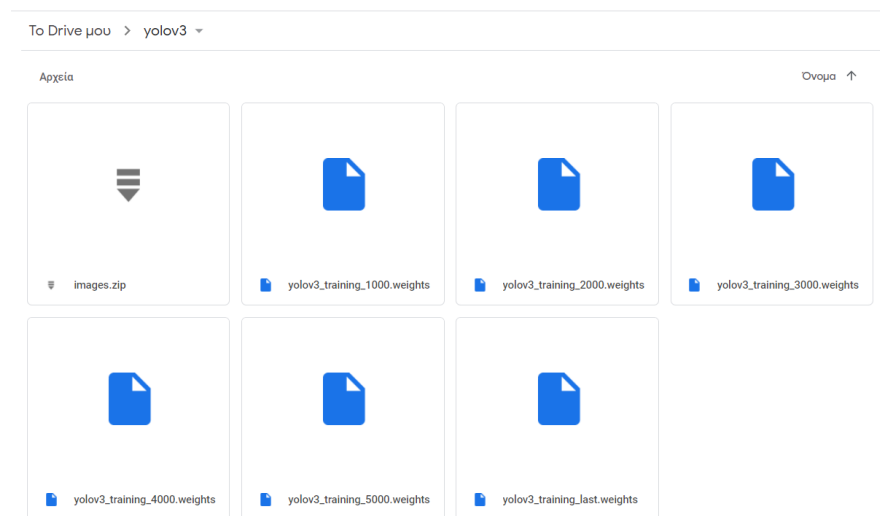 Το Drive μου > yolov3
Αρχεία
Όνομα
images.zip
yolov3_training_1000.weights
yolov3_training_2000.weights
yolov3_training_3000.weights
yolov3_training_4000.weights
yolov3_training_5000.weights
yolov3_training_last.weights